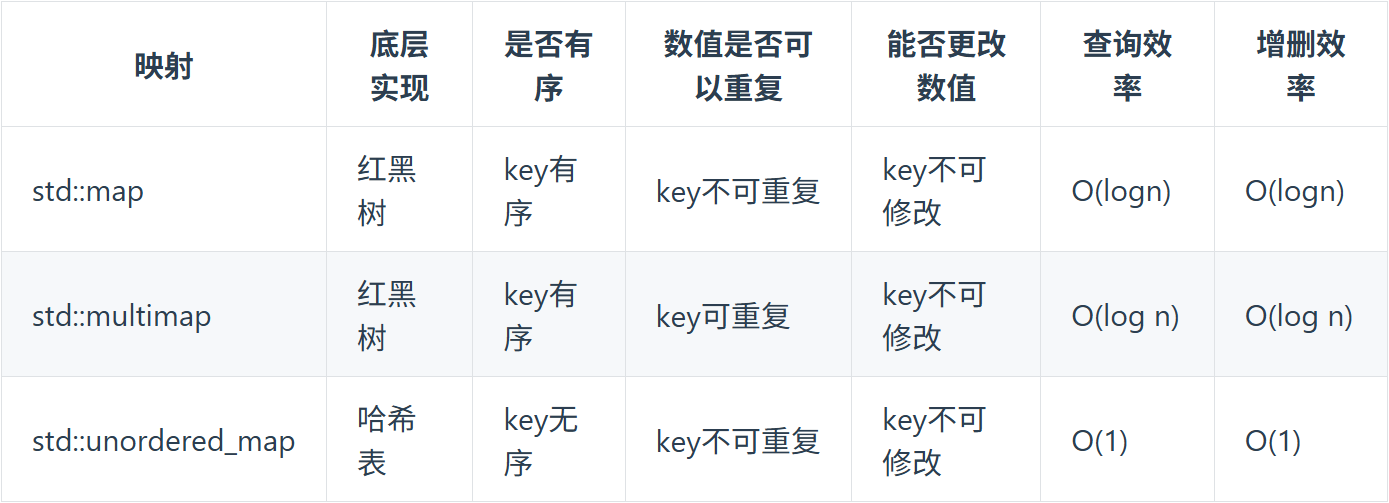 映射
底层
实现
是否有
序
数值是否可
以重复
能否更改
数值
查询效
率
增删效
率
std::map
红黑
树
key有
序
key不可重复
key不可
修改
O(logn)
O(logn)
std::multimap
红黑
树
key有
序
key可重复
key不可
修改
O(log n)
O(log n)
std::unordered_map
哈希
表
key无
序
key不可重复
key不可
修改
O(1)
O(1)